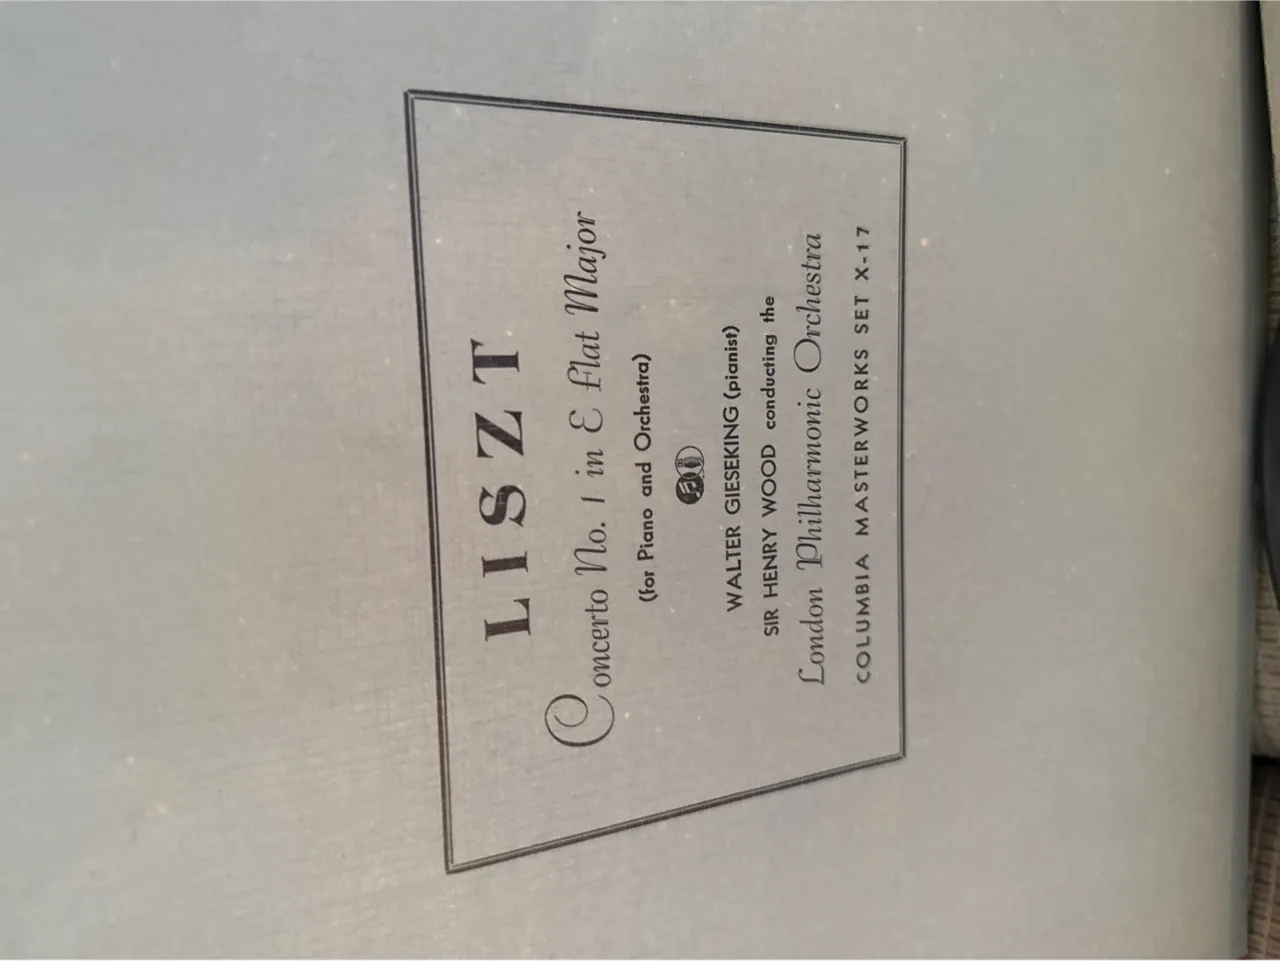 LISZT
Concerto No. 1 in E flat Major
(for Piano and Orchestra)
WALTER GIESEKING (pianist)
SIR HENRY WOOD conducting the
London Philharmonic Orchestra
COLUMBIA MASTERWORKS SET X-17